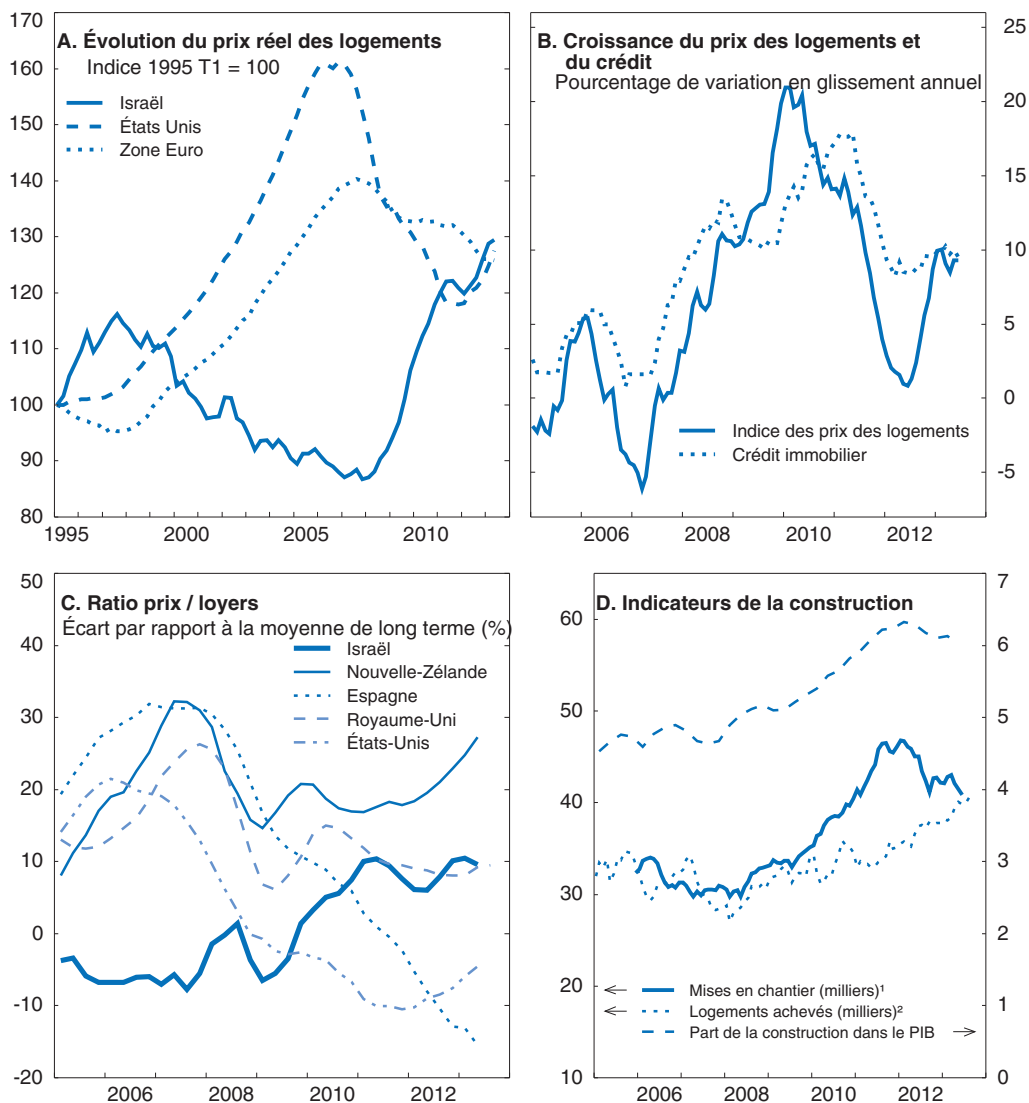 A. Évolution du prix réel des logements
Indice 1995 T1 = 100
Israël
États Unis
Zone Euro
170
160
150
140
130
120
110
100
90
80
1995
2000
2005
2010
B. Croissance du prix des logements et
du crédit
Pourcentage de variation en glissement annuel
Indice des prix des logements
Crédit immobilier
25
20
15
10
5
0
-5
2006
2008
2010
2012
C. Ratio prix / loyers
Écart par rapport à la moyenne de long terme (%)
Israël
Nouvelle-Zélande
Espagne
Royaume-Uni
États-Unis
50
40
30
20
10
0
-10
-20
2006
2008
2010
2012
D. Indicateurs de la construction
60
50
40
30
20
10
7
6
5
4
3
2
1
0
Mises en chantier (milliers)¹
Logements achevés (milliers)²
Part de la construction dans le PIB
2006
2008
2010
2012